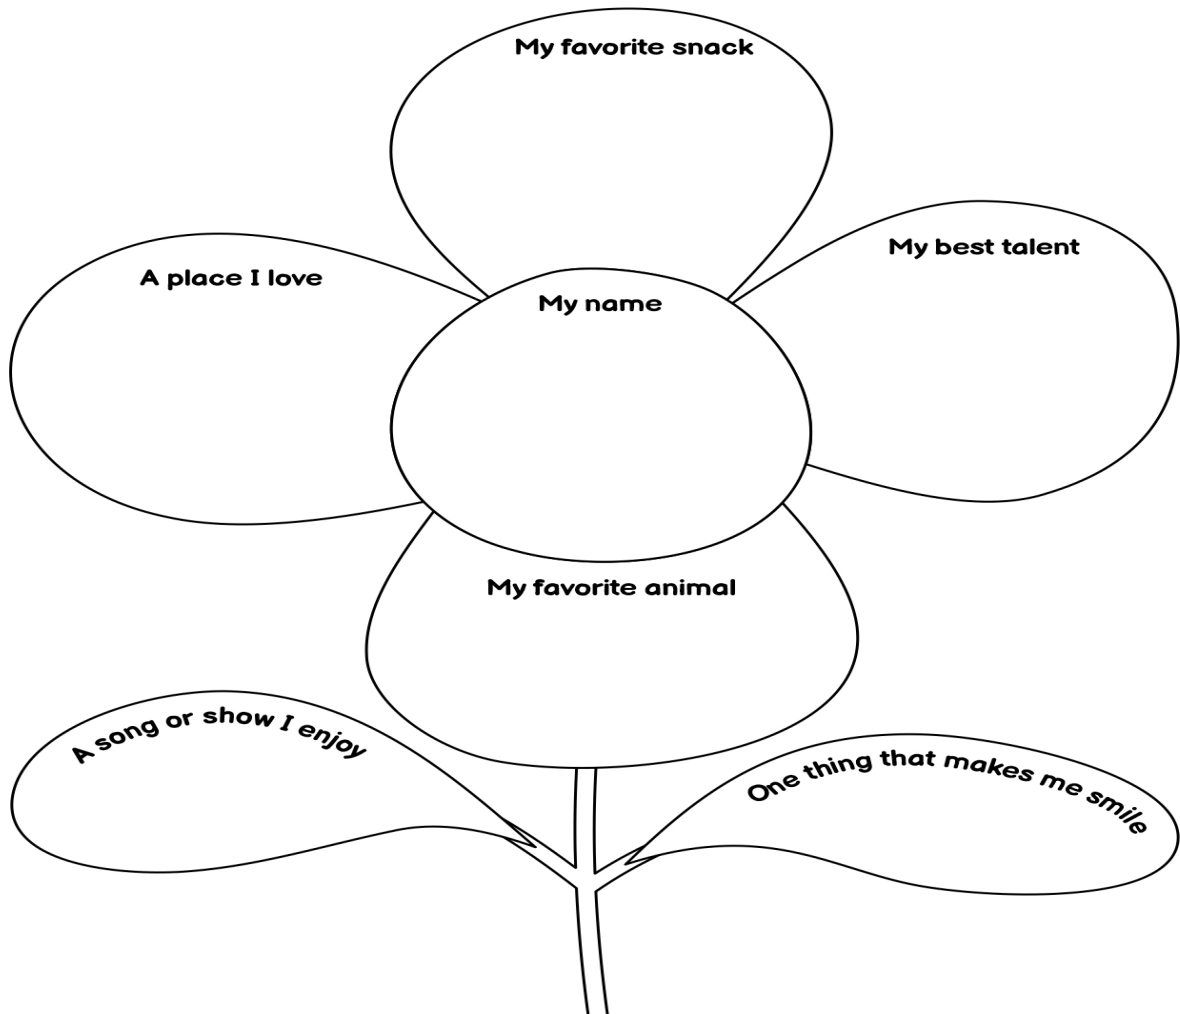 My favorite snack
My best talent
A place I love
My name
My favorite animal
A song or show I enjoy
One thing that makes me smile